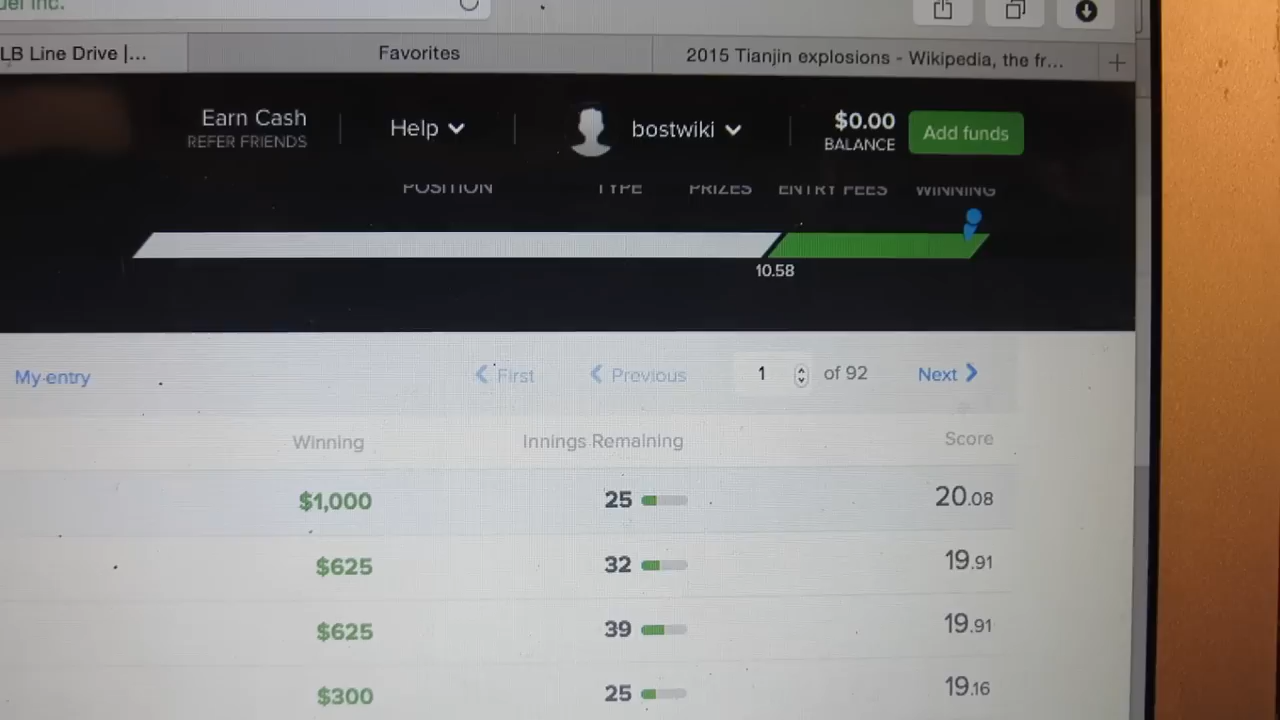 uel Inc.
LB Line Drive |...
Favorites
2015 Tianjin explosions - Wikipedia, the fr...
Earn Cash
REFER FRIENDS
Help
bostwiki
$0.00
BALANCE
Add funds
POSITION TYPE PRIZES ENTRY FEES WINNING
10.58
My entry
First
Previous
1 of 92
Next
Winning Innings Remaining Score
$1,000 25 20.08
$625 32 19.91
$625 39 19.91
$300 25 19.16